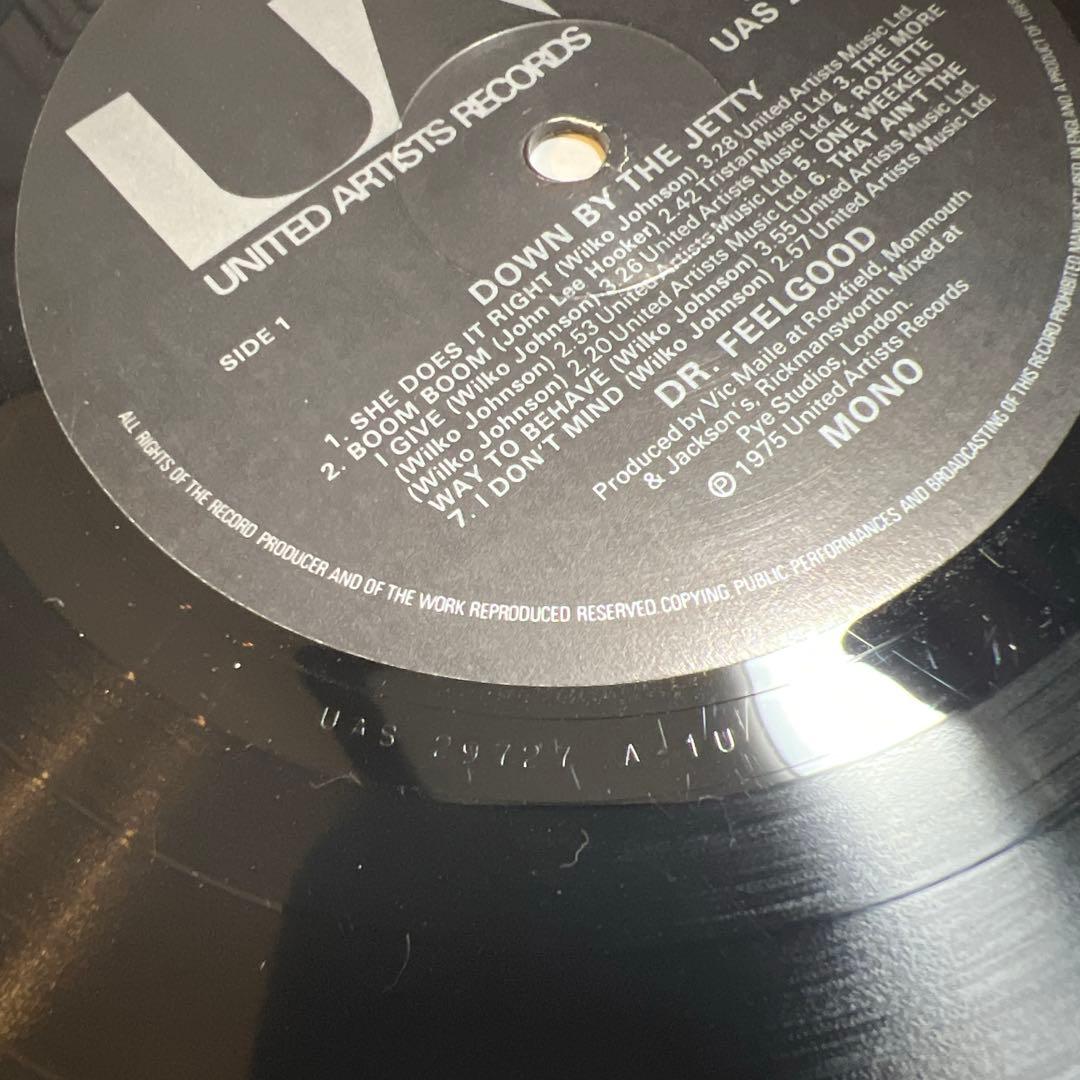 UNITED ARTISTS RECORDS
UAS
SIDE 1
DOWN BY THE JETTY
1. SHE DOES IT RIGHT (Wilko Johnson) 3.28 United Artists Music Ltd.
2. BOOM BOOM (John Lee Hooker) 2.42 Tristan Music Ltd 3. THE MORE
I GIVE (Wilko Johnson) 3.26 United Artists Music Ltd 4. ROXETTE
(Wilko Johnson) 2.53 United Artists Music Ltd. 5. ONE WEEKEND
(Wilko Johnson) 2.20 United Artists Music Ltd. 6. THAT AIN'T THE
WAY TO BEHAVE (Wilko Johnson) 3.55 United Artists Music Ltd.
7. I DON'T MIND (Wilko Johnson) 2.57 United Artists Music Ltd.
DR. FEELGOOD
Produced by Vic Maile at Rockfield, Monmouth
& Jackson's, Rickmansworth. Mixed at
Pye Studios, London.
℗ 1975 United Artists Records
MONO
ALL RIGHTS OF THE RECORD PRODUCER AND OF THE WORK REPRODUCED RESERVED. COPYING, PUBLIC PERFORMANCES AND BROADCASTING OF THIS RECORD PROHIBITED MANUFACTURED IN
UAS 29727 A-1U